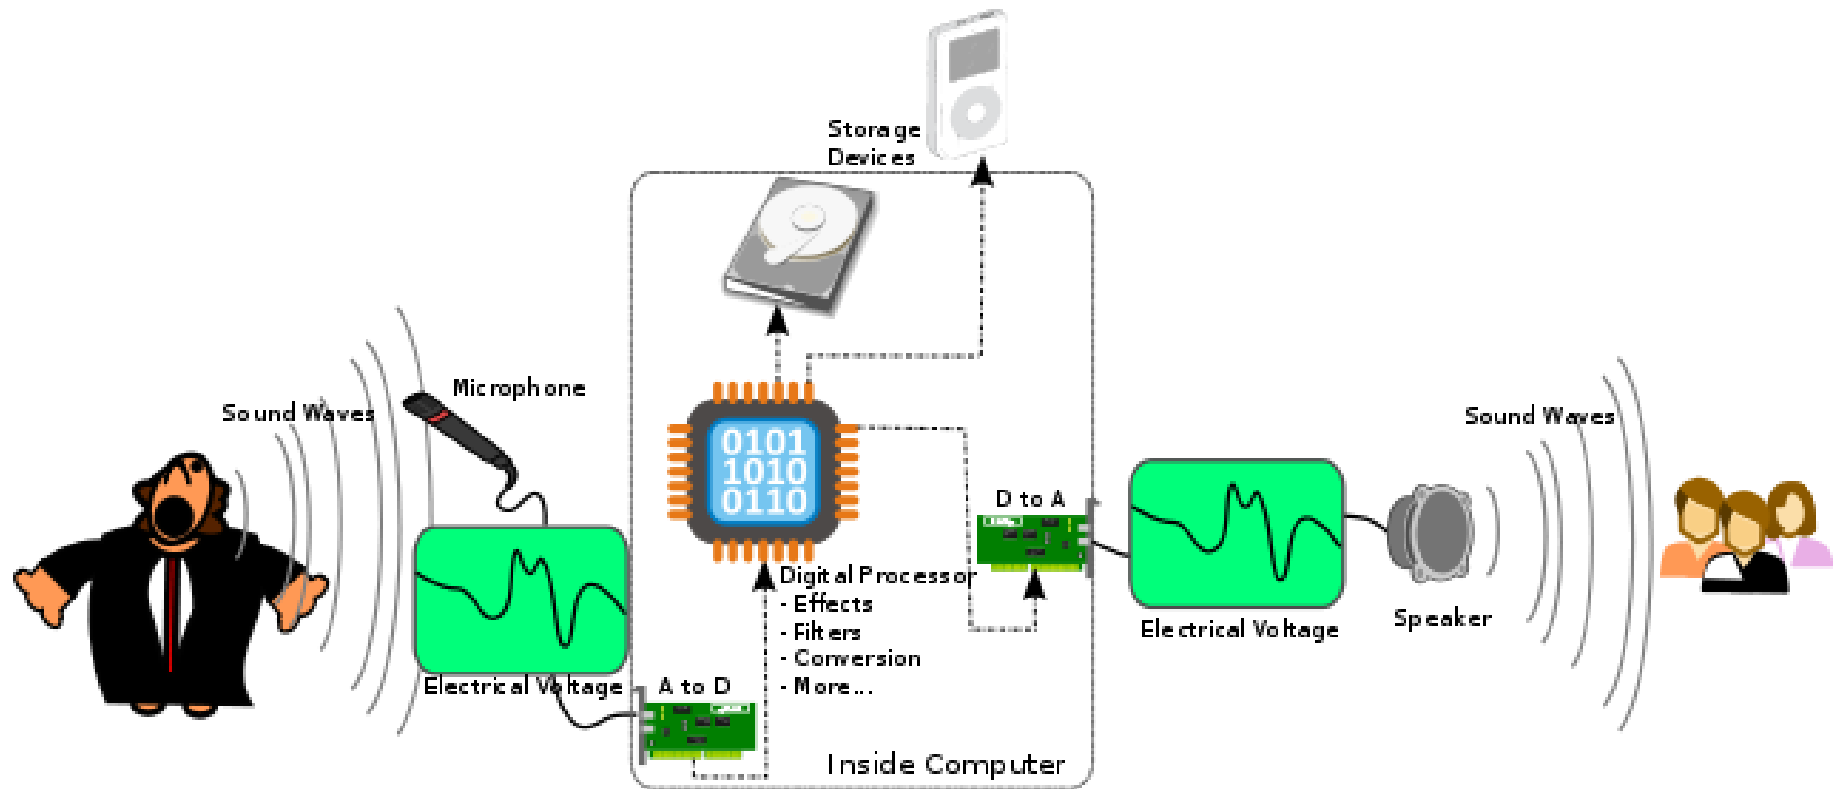 Storage
Devices
Microphone
Sound Waves
Sound Waves
0101
1010
0110
D to A
Digital Processor
- Effects
- Filters
- Conversion
- More...
Speaker
Electrical Voltage
Electrical Voltage
A to D
Inside Computer